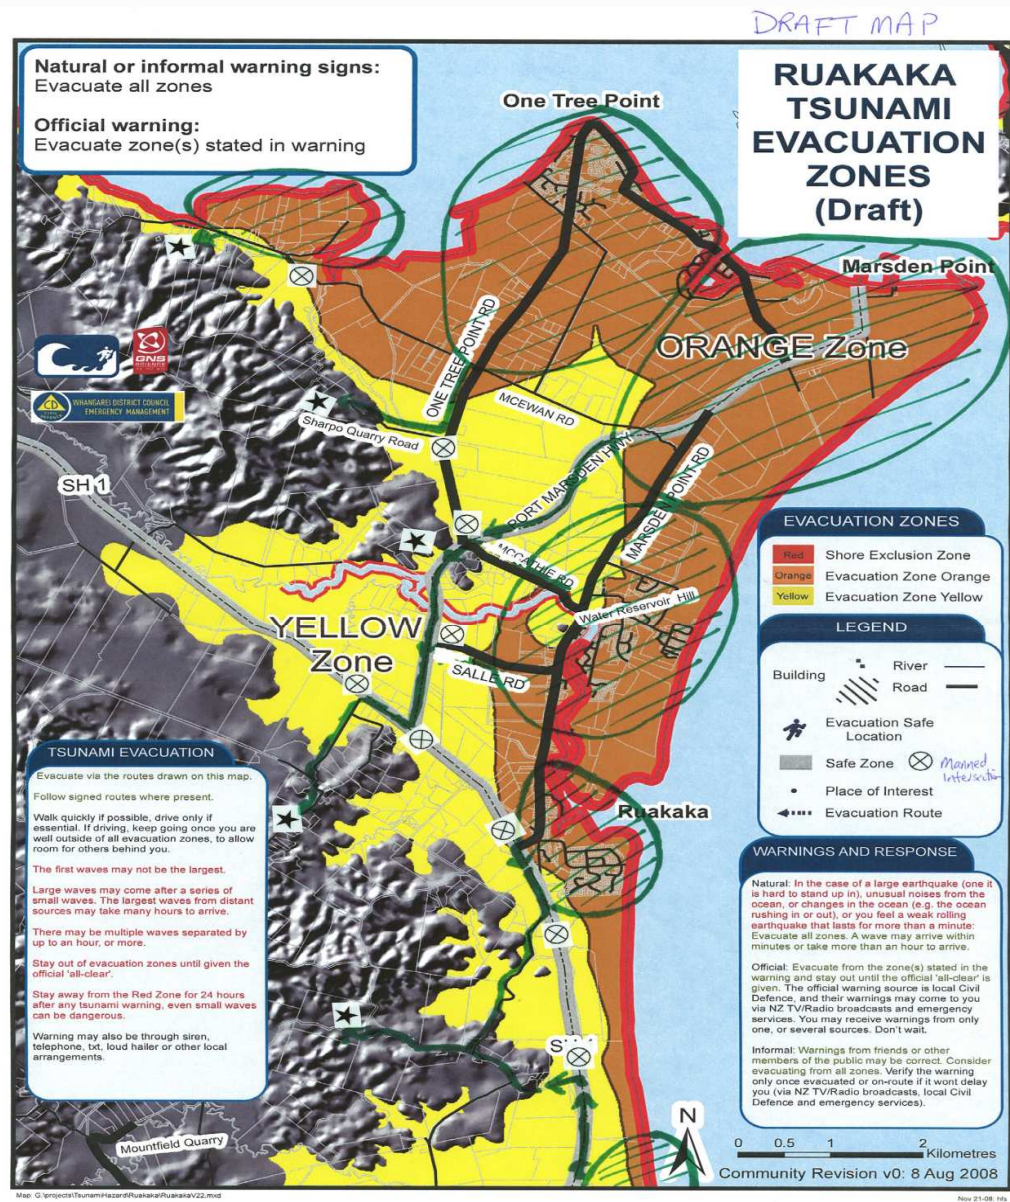 DRAFT MAP
Natural or informal warning signs:
Evacuate all zones
Official warning:
Evacuate zone(s) stated in warning
RUAKAKA
TSUNAMI
EVACUATION
ZONES
(Draft)
One Tree Point
Marsden Point
ORANGE Zone
ONE TREE POINT RD
MCEWAN RD
GNS
SCIENCE
WHANGAREI DISTRICT COUNCIL
EMERGENCY MANAGEMENT
Sharpo Quarry Road
PORT MARSDEN HWY
MARSDEN POINT RD
SH 1
MCCATHIE RD
Water Reservoir Hill
YELLOW
Zone
SALLE RD
Ruakaka
EVACUATION ZONES
Red Shore Exclusion Zone
Orange Evacuation Zone Orange
Yellow Evacuation Zone Yellow
LEGEND
Building
River
Road
Evacuation Safe
Location
Safe Zone
Manned
Intersection
Place of Interest
Evacuation Route
TSUNAMI EVACUATION
Evacuate via the routes drawn on this map.
Follow signed routes where present.
Walk quickly if possible, drive only if
essential. If driving, keep going once you are
well outside of all evacuation zones, to allow
room for others behind you.
The first waves may not be the largest.
Large waves may come after a series of
small waves. The largest waves from distant
sources may take many hours to arrive.
There may be multiple waves separated by
up to an hour, or more.
Stay out of evacuation zones until given the
official 'all-clear'.
Stay away from the Red Zone for 24 hours
after any tsunami warning, even small waves
can be dangerous.
Warning may also be through siren,
telephone, txt, loud hailer or other local
arrangements.
WARNINGS AND RESPONSE
Natural: In the case of a large earthquake (one it
is hard to stand up in), unusual noises from the
ocean, or changes in the ocean (e.g. the ocean
rushing in or out), or you feel a weak rolling
earthquake that lasts for more than a minute:
Evacuate all zones. A wave may arrive within
minutes or take more than an hour to arrive.
Official: Evacuate from the zone(s) stated in the
warning and stay out until the official 'all-clear' is
given. The official warning source is local Civil
Defence, and their warnings may come to you
via NZ TV/Radio broadcasts and emergency
services. You may receive warnings from only
one, or several sources. Don't wait.
Informal: Warnings from friends or other
members of the public may be correct. Consider
evacuating from all zones. Verify the warning
only once evacuated or on-route if it wont delay
you (via NZ TV/Radio broadcasts, local Civil
Defence and emergency services).
Mountfield Quarry
N
0 0.5 1 2
Kilometres
Community Revision v0: 8 Aug 2008
Map: G:\projects\TsunamiHazard\Ruakaka\RuakakaV22.mxd
Nov 21-08: hfs